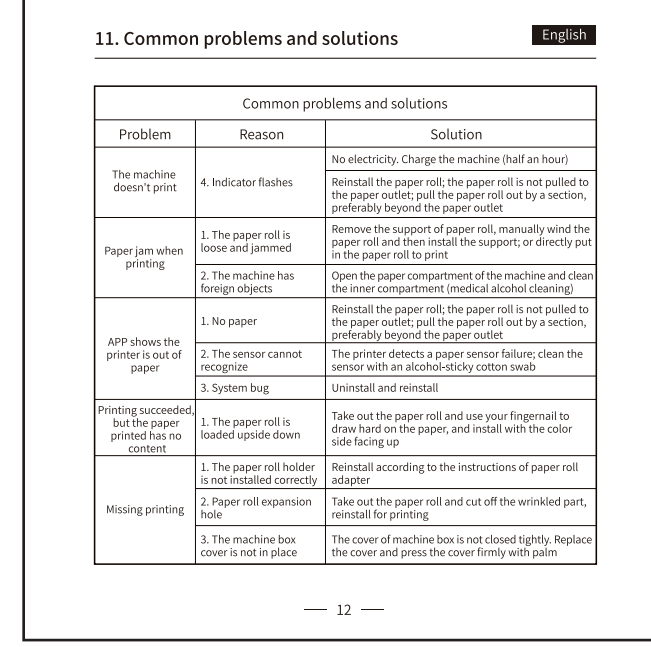 11. Common problems and solutions
English
Common problems and solutions
Problem
Reason
Solution
The machine
doesn't print
4. Indicator flashes
No electricity. Charge the machine (half an hour)
Reinstall the paper roll; the paper roll is not pulled to
the paper outlet; pull the paper roll out by a section,
preferably beyond the paper outlet
Paper jam when
printing
1. The paper roll is
loose and jammed
Remove the support of paper roll, manually wind the
paper roll and then install the support; or directly put
in the paper roll to print
2. The machine has
foreign objects
Open the paper compartment of the machine and clean
the inner compartment (medical alcohol cleaning)
APP shows the
printer is out of
paper
1. No paper
Reinstall the paper roll; the paper roll is not pulled to
the paper outlet; pull the paper roll out by a section,
preferably beyond the paper outlet
2. The sensor cannot
recognize
The printer detects a paper sensor failure; clean the
sensor with an alcohol-sticky cotton swab
3. System bug
Uninstall and reinstall
Printing succeeded,
but the paper
printed has no
content
1. The paper roll is
loaded upside down
Take out the paper roll and use your fingernail to
draw hard on the paper, and install with the color
side facing up
Missing printing
1. The paper roll holder
is not installed correctly
Reinstall according to the instructions of paper roll
adapter
2. Paper roll expansion
hole
Take out the paper roll and cut off the wrinkled part,
reinstall for printing
3. The machine box
cover is not in place
The cover of machine box is not closed tightly. Replace
the cover and press the cover firmly with palm
12